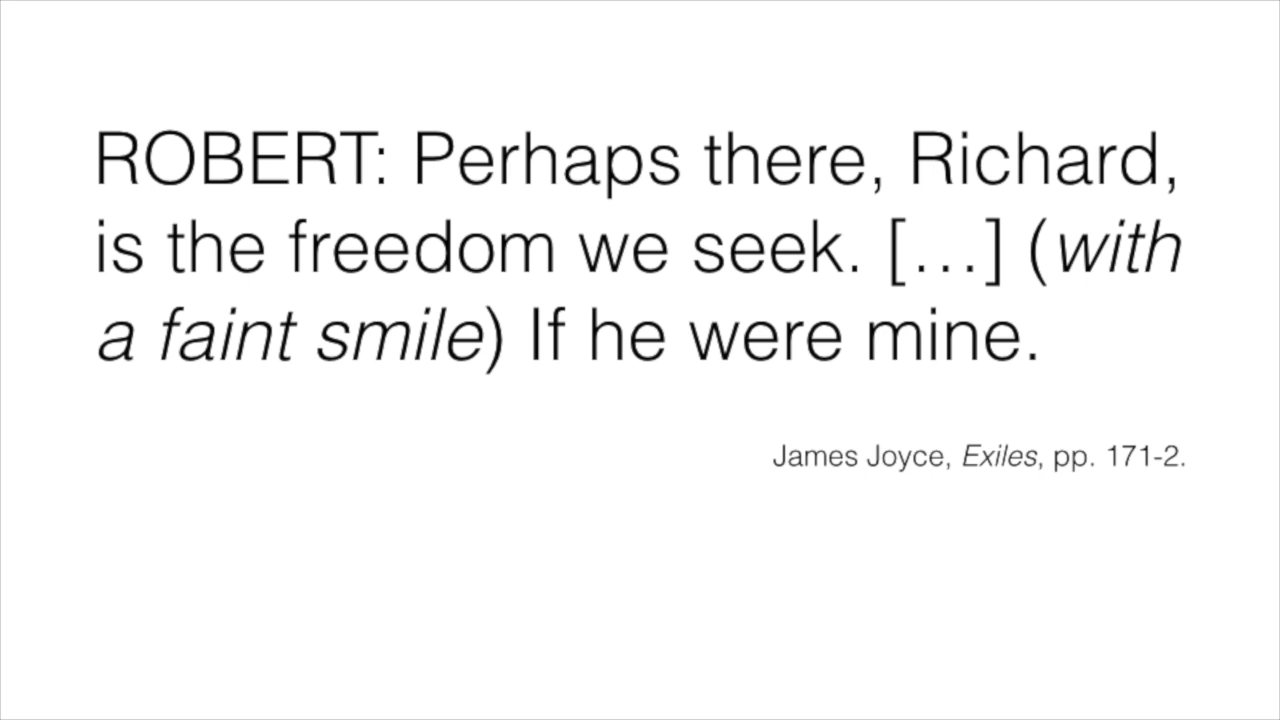 ROBERT: Perhaps there, Richard,
is the freedom we seek. […] (with
a faint smile) If he were mine.
James Joyce, Exiles, pp. 171-2.